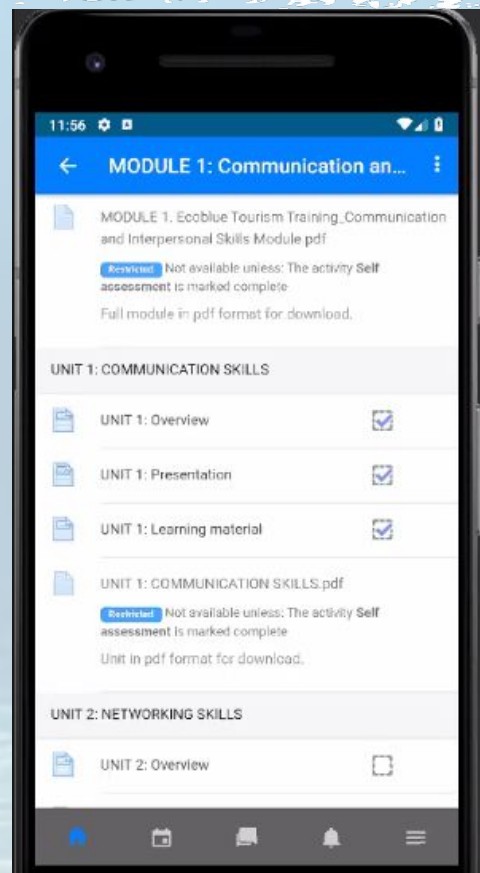 11:56
MODULE 1: Communication an...
MODULE 1. Ecoblue Tourism Training_Communication
and Interpersonal Skills Module pdf
Restricted Not available unless: The activity Self
assessment is marked complete
Full module in pdf format for download.
UNIT 1: COMMUNICATION SKILLS
UNIT 1: Overview
UNIT 1: Presentation
UNIT 1: Learning material
UNIT 1: COMMUNICATION SKILLS.pdf
Restricted Not available unless: The activity Self
assessment is marked complete
Unit in pdf format for download.
UNIT 2: NETWORKING SKILLS
UNIT 2: Overview